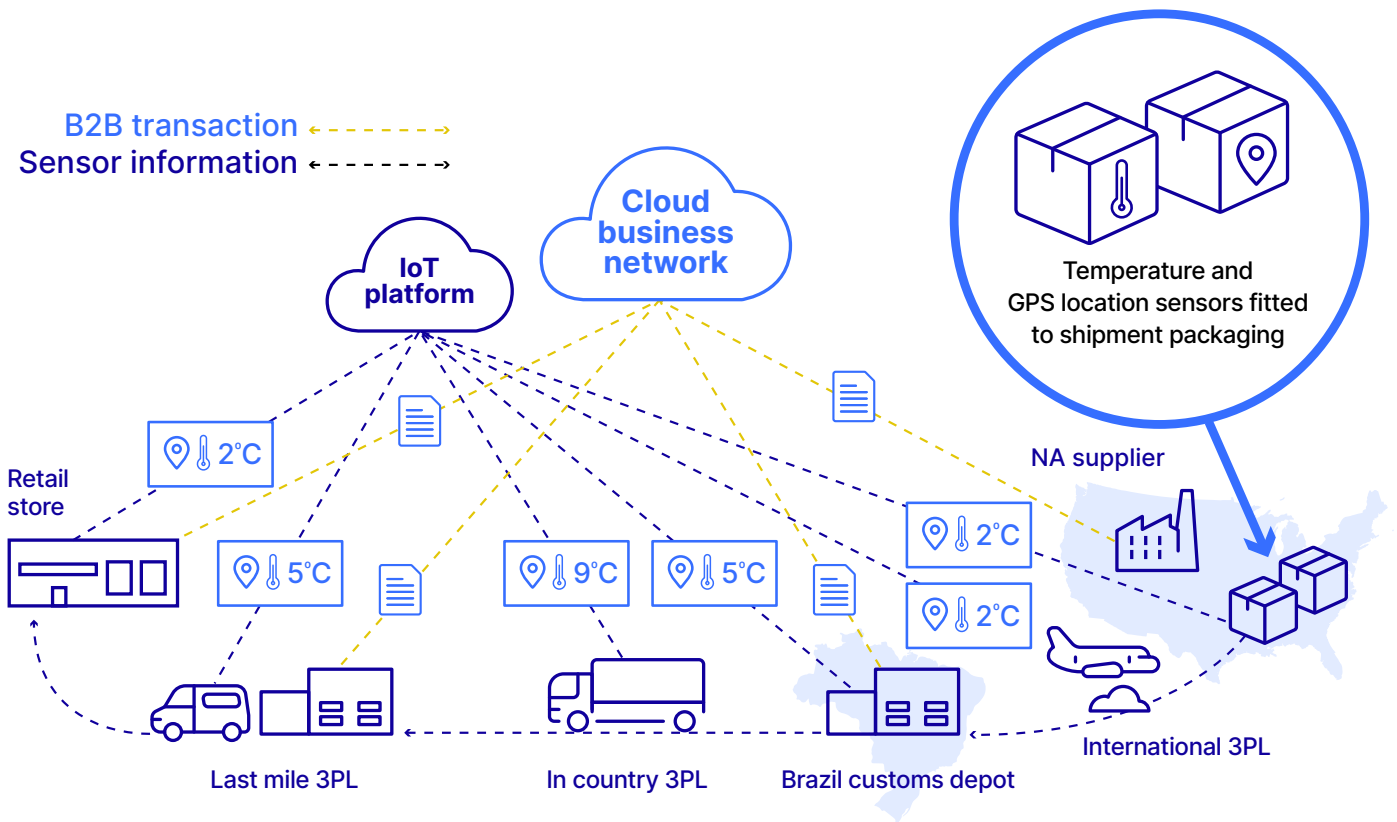 B2B transaction
Sensor information
Cloud
business
network
IoT
platform
Temperature and
GPS location sensors fitted
to shipment packaging
2°C
Retail
store
NA supplier
2°C
5°C
9°C
5°C
2°C
International 3PL
Last mile 3PL
In country 3PL
Brazil customs depot